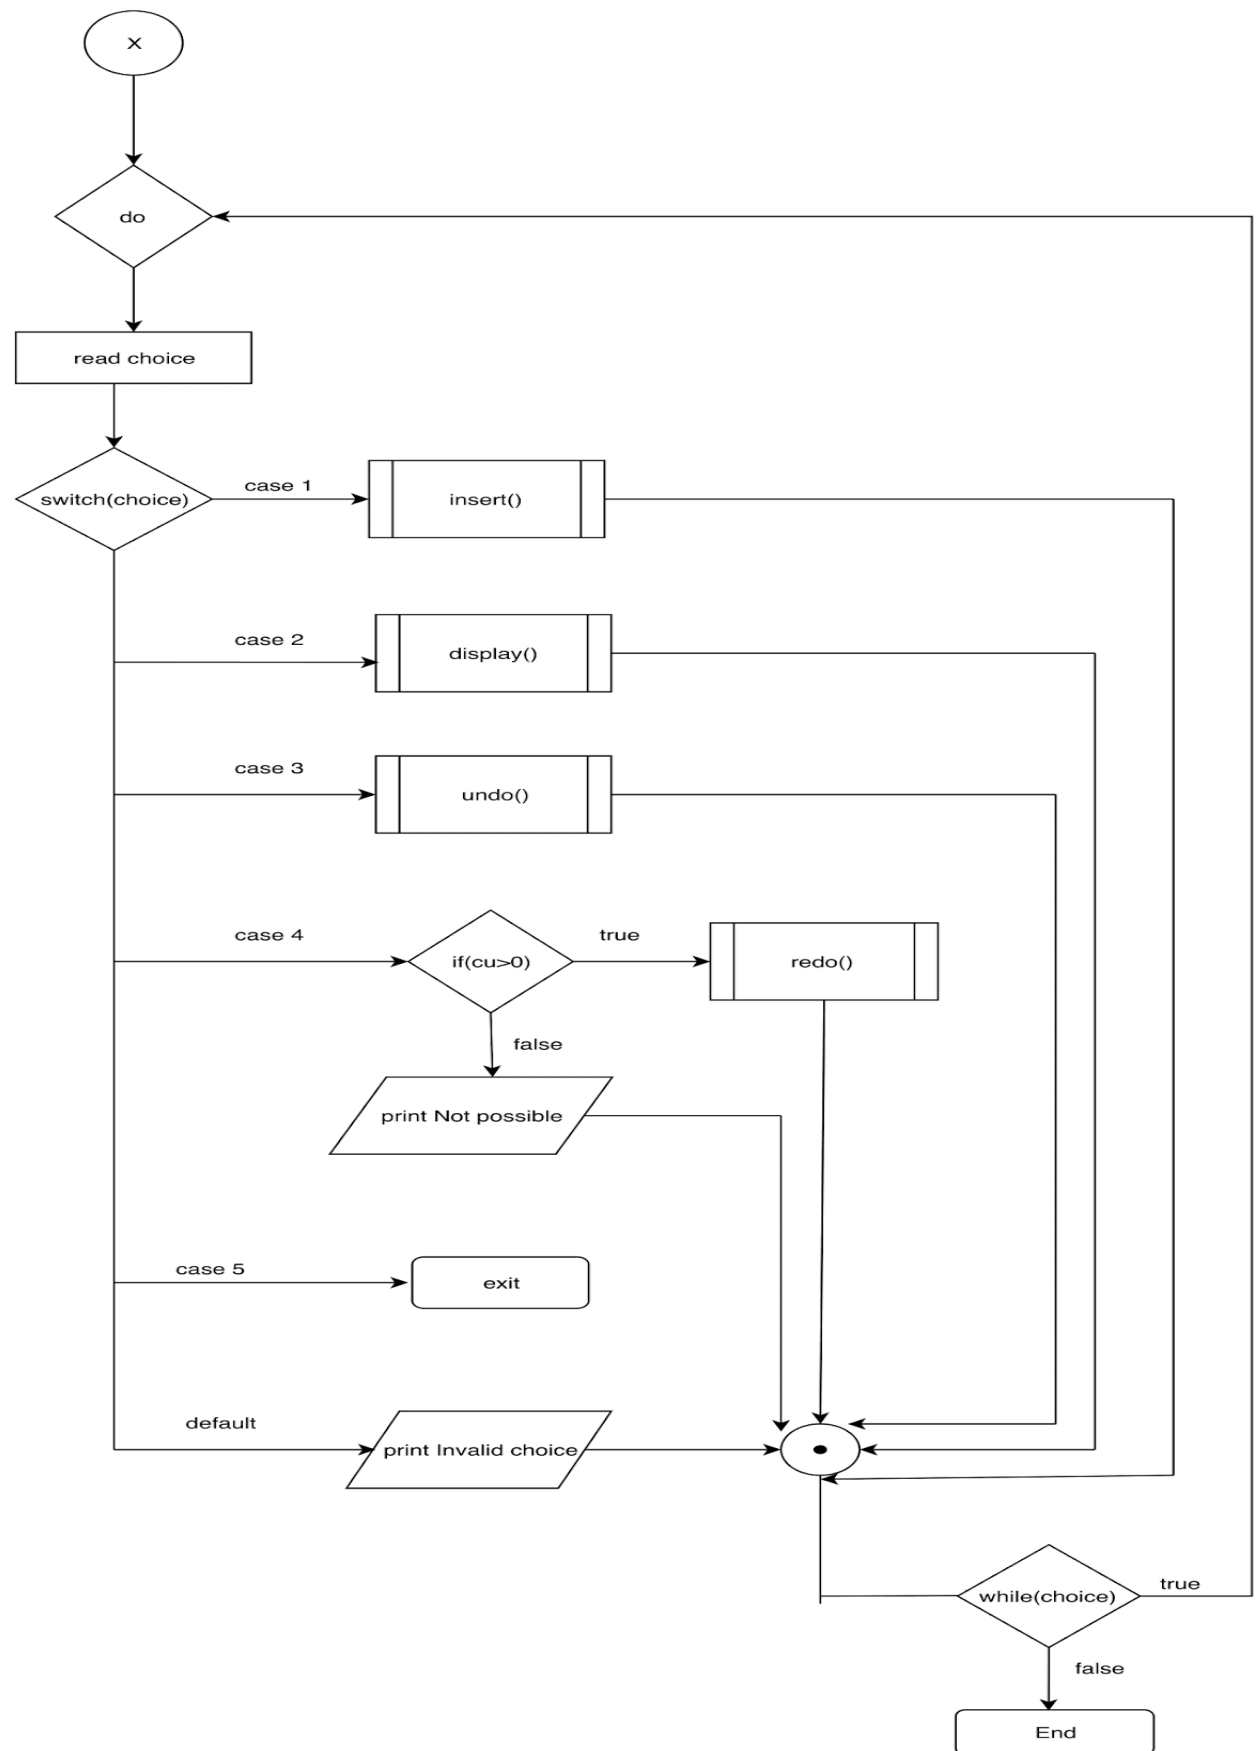 X
do
read choice
switch(choice)
case 1
insert()
case 2
display()
case 3
undo()
case 4
if(cu>0)
true
redo()
false
print Not possible
case 5
exit
default
print Invalid choice
while(choice)
true
false
End